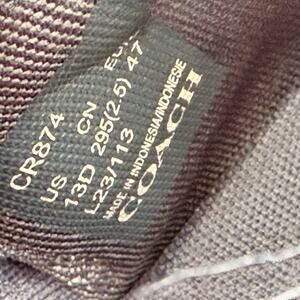 CR874
US CN EU
13D 295(2.5) 47
L23/113
MADE IN INDONESIA/INDONESIE
COACH